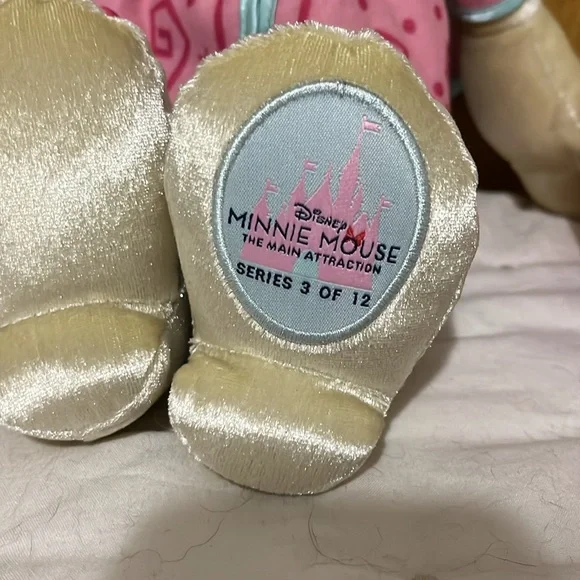 Disney
MINNIE MOUSE
THE MAIN ATTRACTION
SERIES 3 OF 12